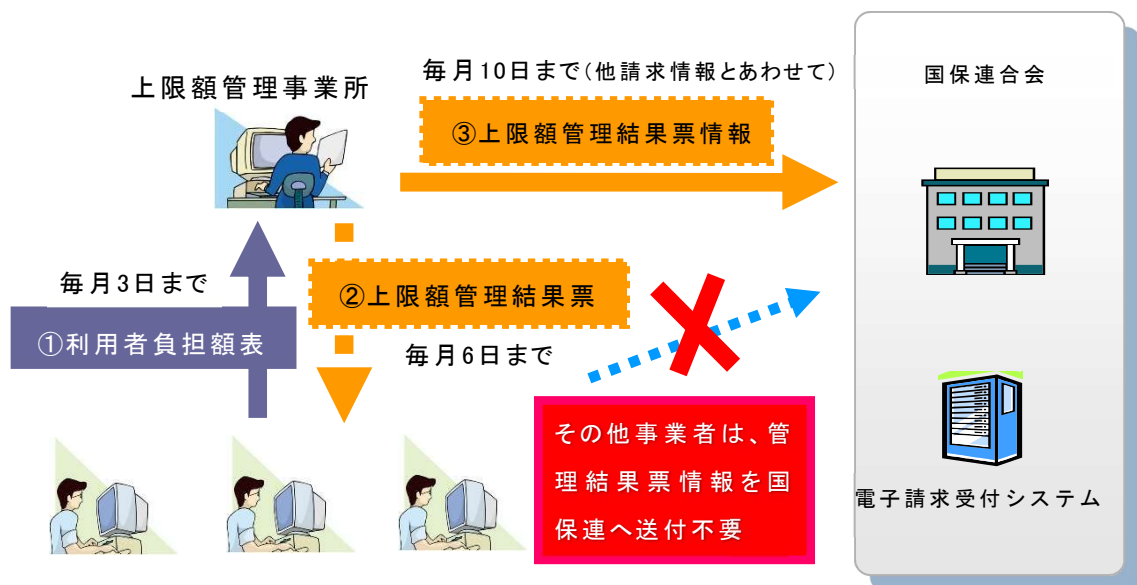 毎月10日まで（他請求情報とあわせて）
国保連合会
上限額管理事業所
③上限額管理結果票情報
毎月3日まで
②上限額管理結果票
①利用者負担額表
毎月6日まで
その他事業者は、管
理結果票情報を国
保連へ送付不要
電子請求受付システム